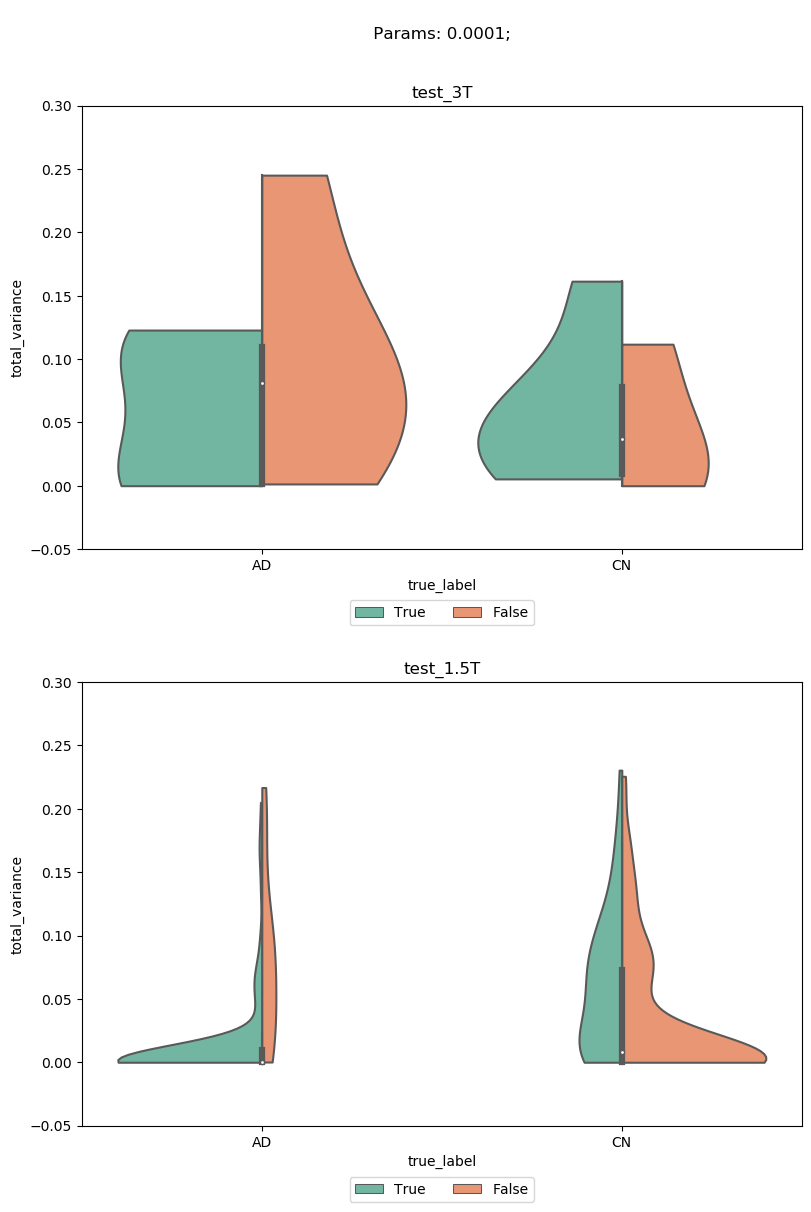 Params: 0.0001;
test_3T
0.30
0.25
0.20
0.15
0.10
0.05
0.00
−0.05
total_variance
AD CN
true_label
True False
test_1.5T
0.30
0.25
0.20
0.15
0.10
0.05
0.00
−0.05
total_variance
AD CN
true_label
True False